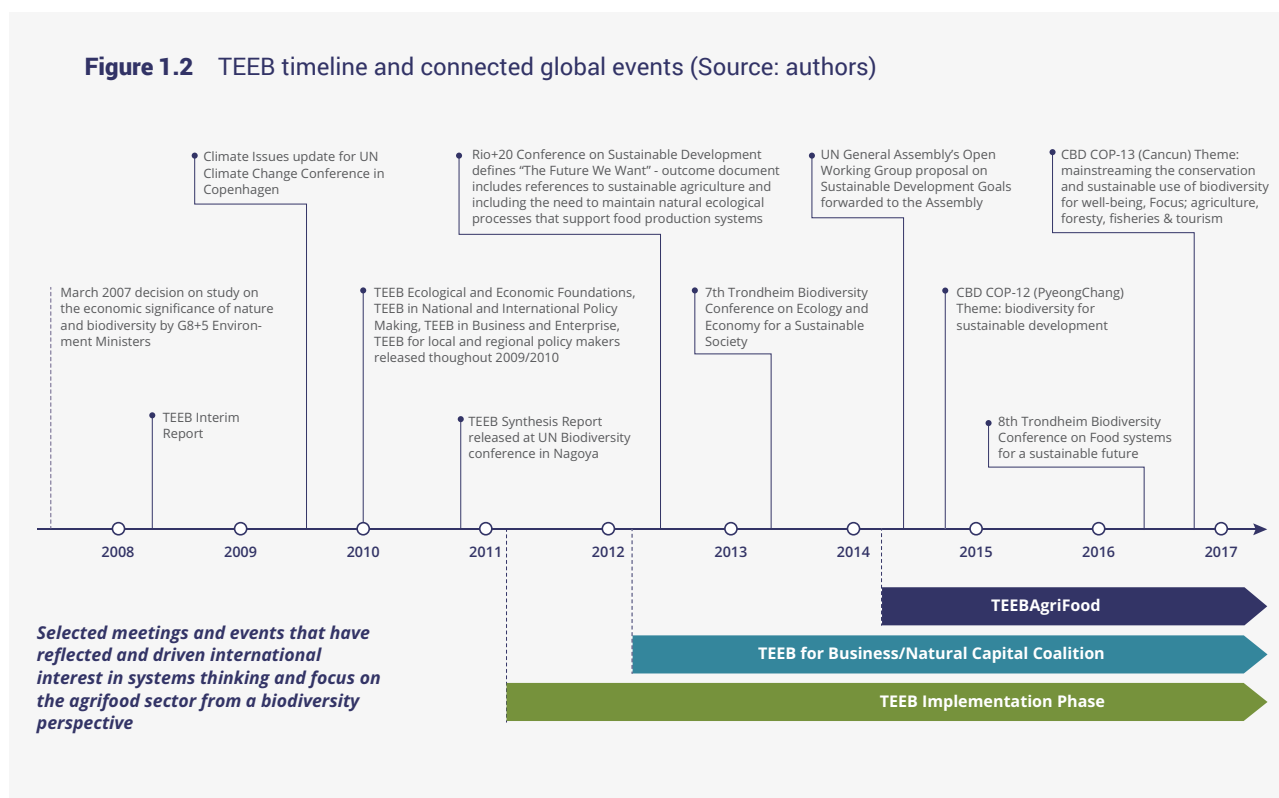 Figure 1.2 TEEB timeline and connected global events (Source: authors)
Climate Issues update for UN
Climate Change Conference in
Copenhagen
Rio+20 Conference on Sustainable Development
defines “The Future We Want” - outcome document
includes references to sustainable agriculture and
including the need to maintain natural ecological
processes that support food production systems
UN General Assembly’s Open
Working Group proposal on
Sustainable Development Goals
forwarded to the Assembly
CBD COP-13 (Cancun) Theme:
mainstreaming the conservation
and sustainable use of biodiversity
for well-being, Focus; agriculture,
foresty, fisheries & tourism
March 2007 decision on study on
the economic significance of nature
and biodiversity by G8+5 Environ-
ment Ministers
TEEB Ecological and Economic Foundations,
TEEB in National and International Policy
Making, TEEB in Business and Enterprise,
TEEB for local and regional policy makers
released thoughout 2009/2010
7th Trondheim Biodiversity
Conference on Ecology and
Economy for a Sustainable
Society
CBD COP-12 (PyeongChang)
Theme: biodiversity for
sustainable development
TEEB Interim
Report
TEEB Synthesis Report
released at UN Biodiversity
conference in Nagoya
8th Trondheim Biodiversity
Conference on Food systems
for a sustainable future
2008 2009 2010 2011 2012 2013 2014 2015 2016 2017
TEEBAgriFood
TEEB for Business/Natural Capital Coalition
TEEB Implementation Phase
Selected meetings and events that have
reflected and driven international
interest in systems thinking and focus on
the agrifood sector from a biodiversity
perspective